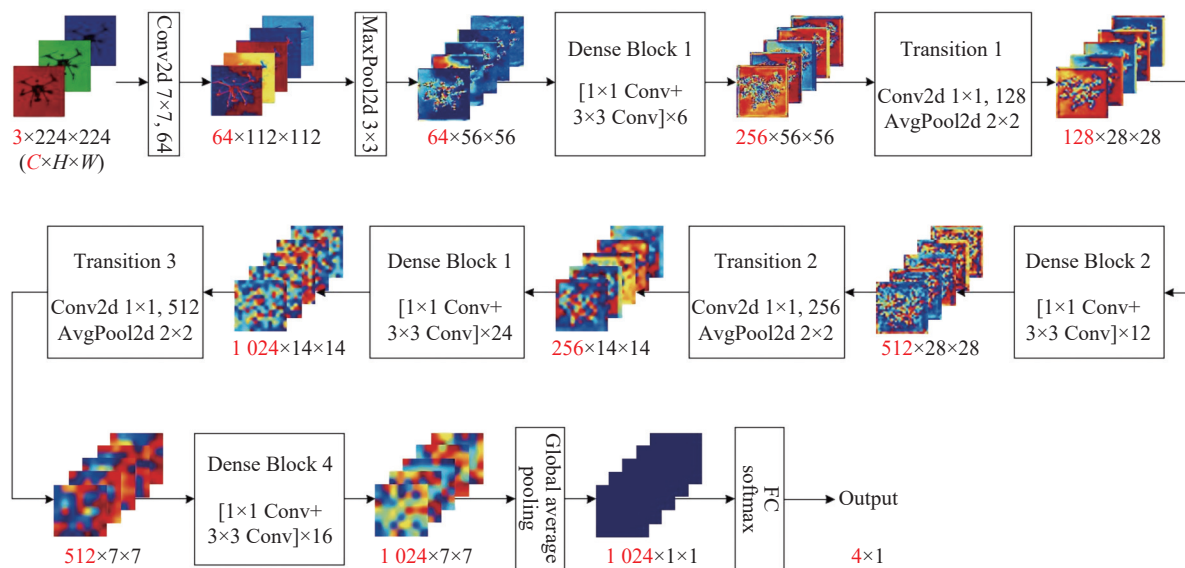 3×224×224
(C×H×W)
Conv2d 7×7, 64
64×112×112
MaxPool2d 3×3
64×56×56
Dense Block 1
[1×1 Conv+
3×3 Conv]×6
256×56×56
Transition 1
Conv2d 1×1, 128
AvgPool2d 2×2
128×28×28
Transition 3
Conv2d 1×1, 512
AvgPool2d 2×2
1 024×14×14
Dense Block 1
[1×1 Conv+
3×3 Conv]×24
256×14×14
Transition 2
Conv2d 1×1, 256
AvgPool2d 2×2
512×28×28
Dense Block 2
[1×1 Conv+
3×3 Conv]×12
512×7×7
Dense Block 4
[1×1 Conv+
3×3 Conv]×16
1 024×7×7
Global average
pooling
1 024×1×1
FC
softmax
Output
4×1